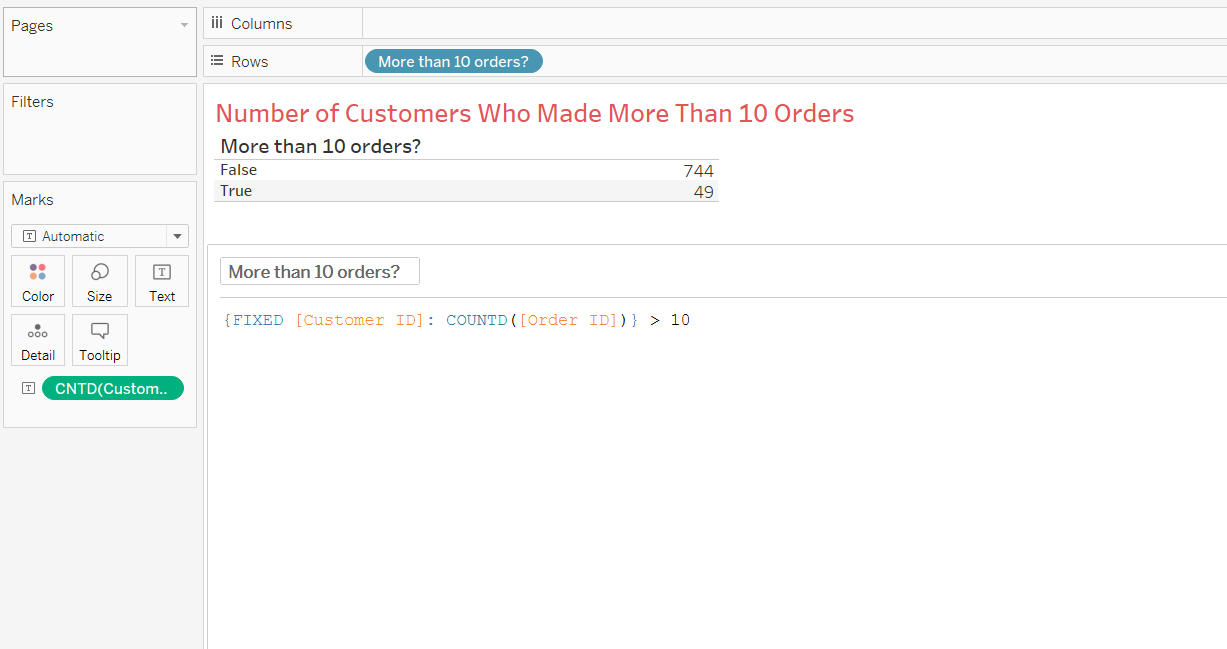 Pages
Columns
Rows
More than 10 orders?
Filters
Number of Customers Who Made More Than 10 Orders
More than 10 orders?
False 744
True 49
Marks
T Automatic
Color Size T Text
Detail Tooltip
T CNTD(Custom..
More than 10 orders?
{FIXED [Customer ID]: COUNTD([Order ID])} > 10